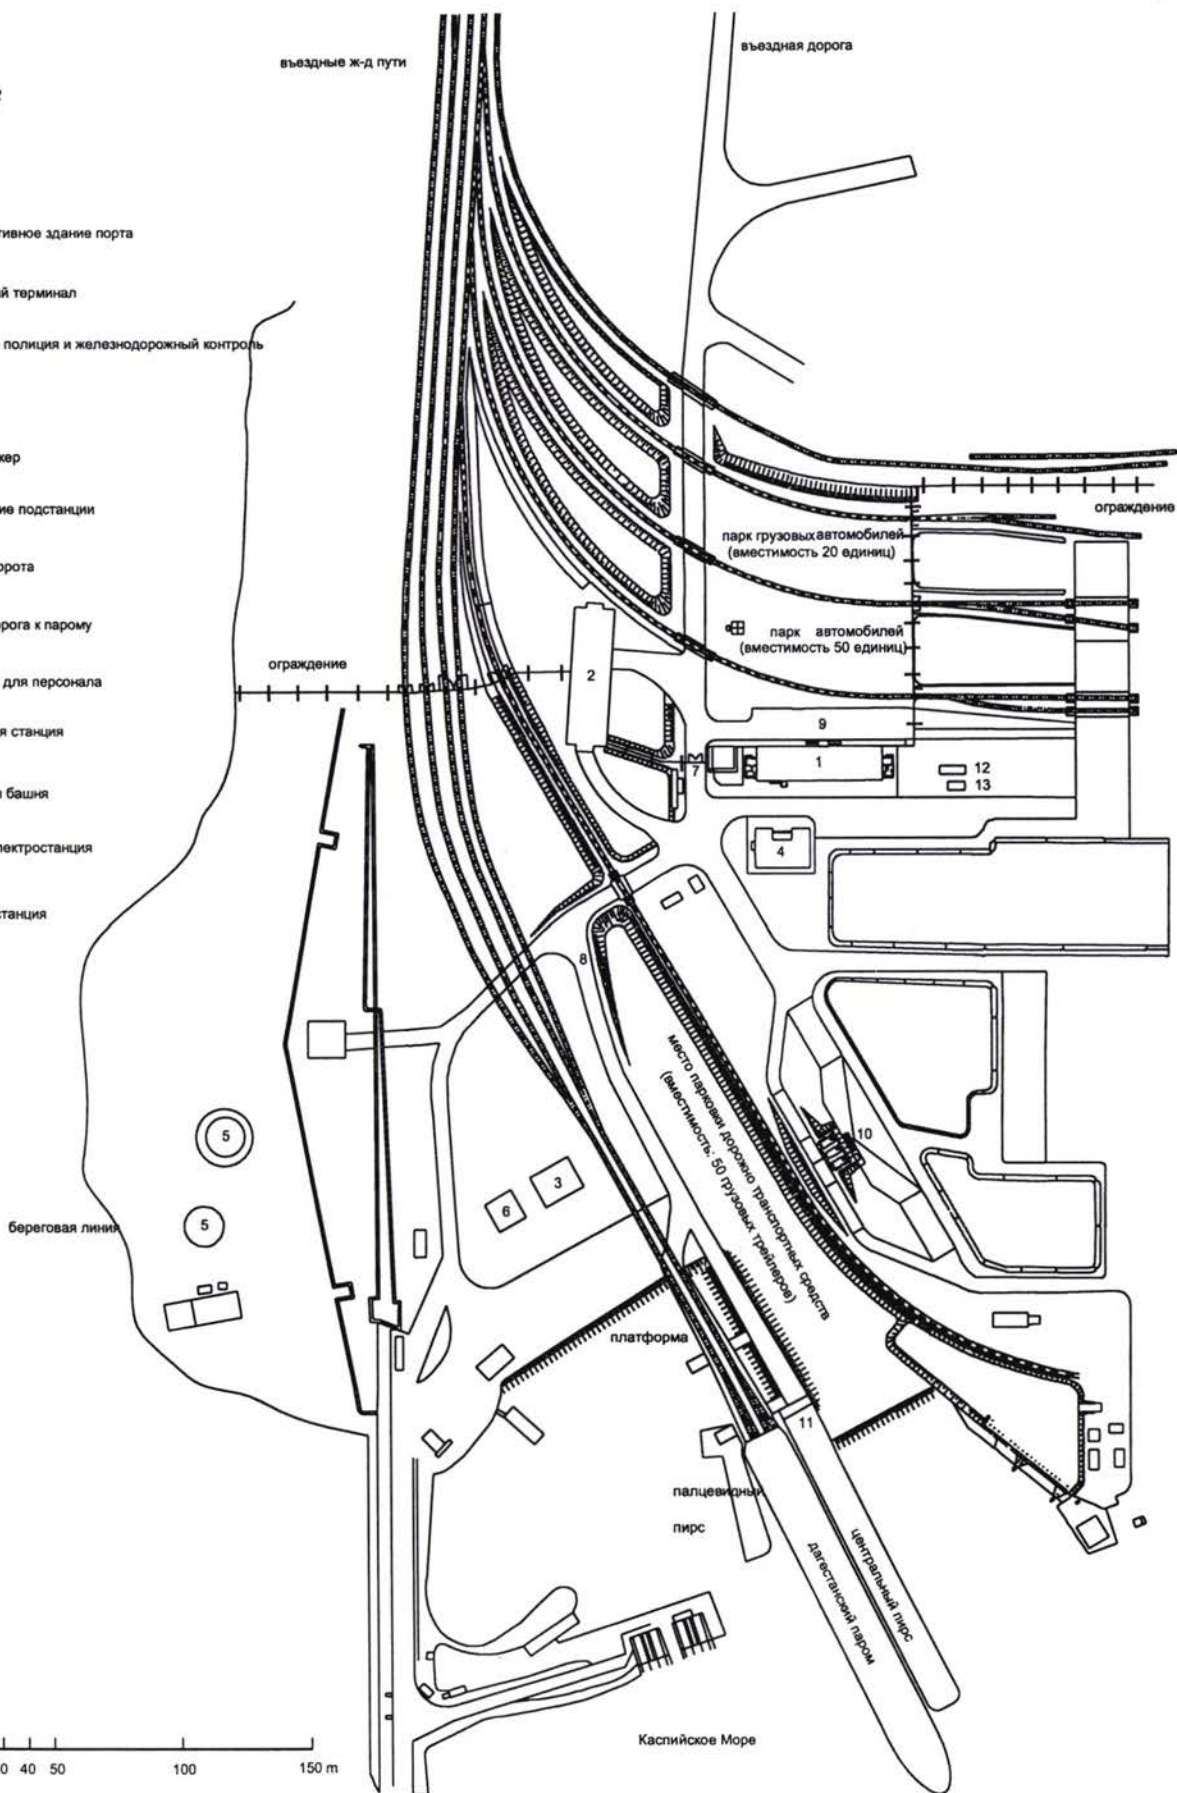 въездные ж-д пути
въездная дорога
тивное здание порта
й терминал
полиция и железнодорожный контроль
кер
ие подстанции
орота
рога к парому
для персонала
я станция
башня
лектростанция
станция
ограждение
парк грузовых автомобилей
(вместимость 20 единиц)
парк автомобилей
(вместимость 50 единиц)
ограждение
2
9
1
7
12
13
4
8
место парковки дорожно транспортных средств
(вместимость: 50 грузовых трейлеров)
10
5
3
6
5
береговая линия
платформа
11
палцевидный
пирс
центральный пирс
дагестанский паром
Каспийское Море
0 40 50 100 150 m